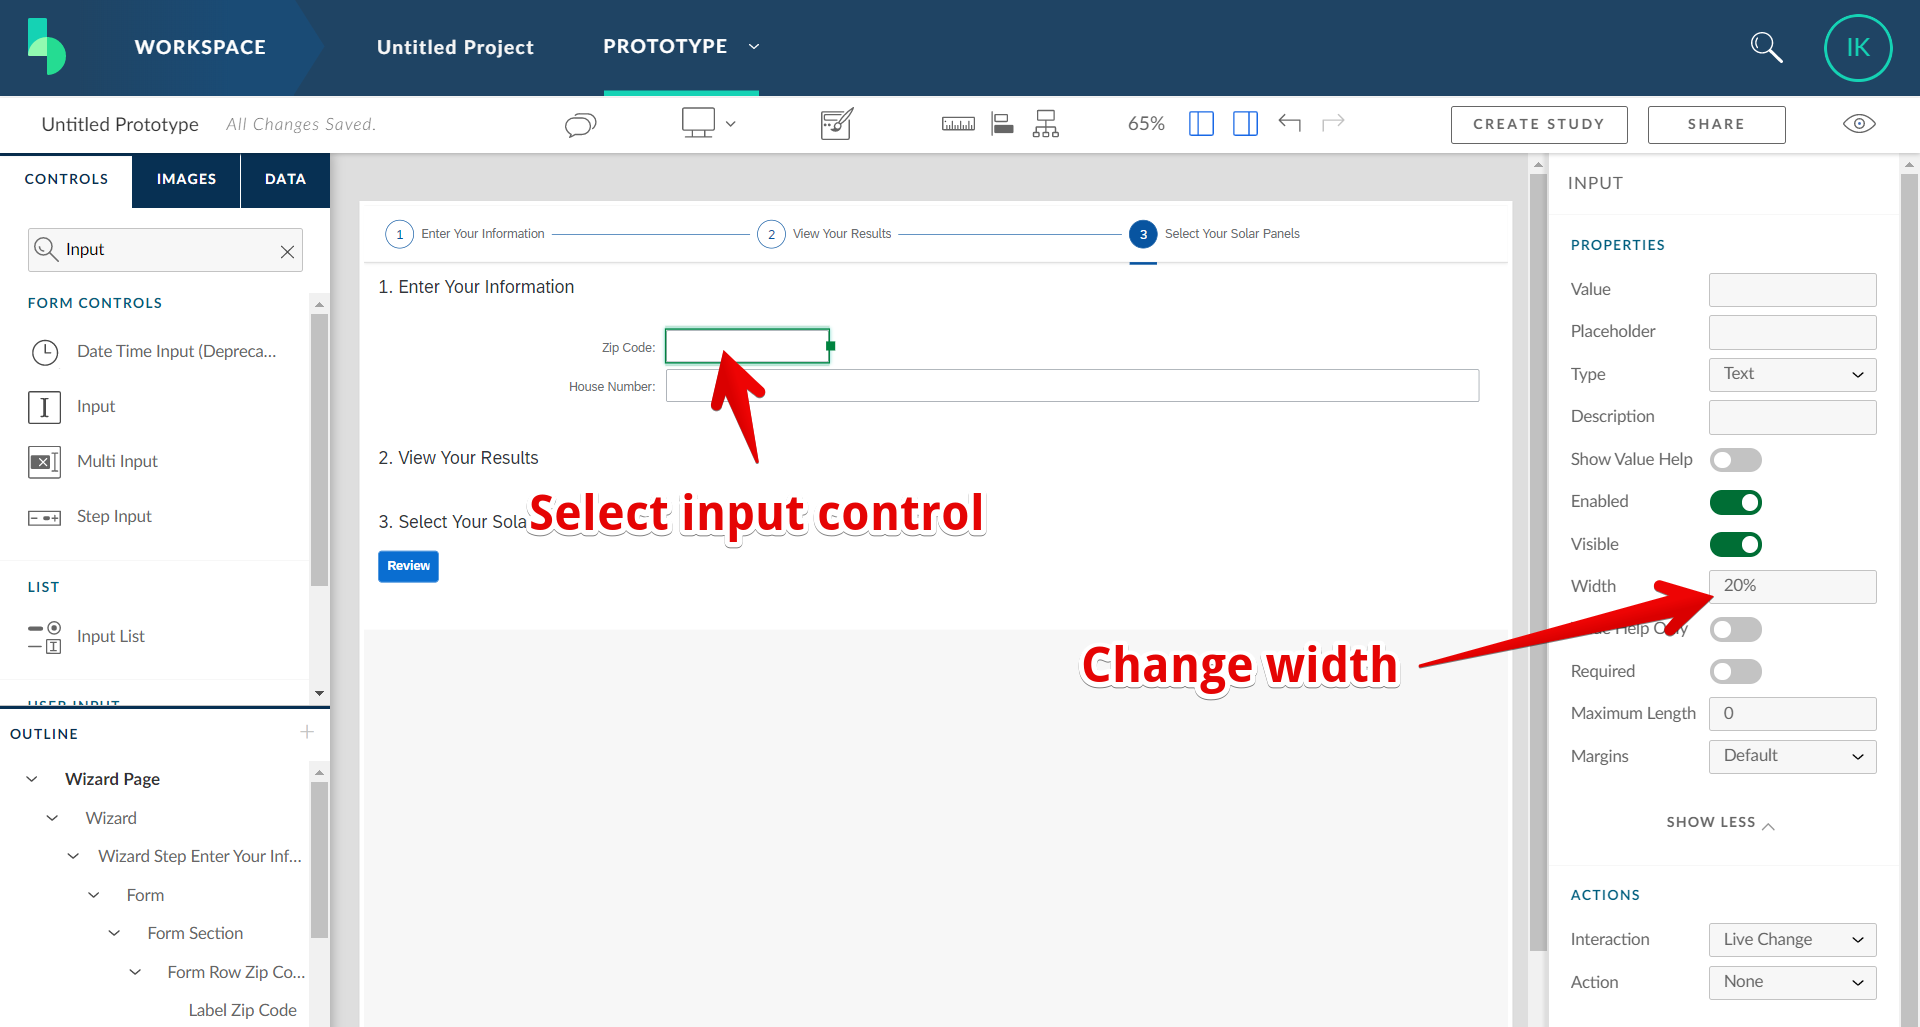 WORKSPACE
Untitled Project
PROTOTYPE
IK
Untitled Prototype
All Changes Saved.
65%
CREATE STUDY
SHARE
CONTROLS
IMAGES
DATA
Input
FORM CONTROLS
Date Time Input (Depreca...
Input
Multi Input
Step Input
LIST
Input List
USER INPUT
OUTLINE
Wizard Page
Wizard
Wizard Step Enter Your Inf...
Form
Form Section
Form Row Zip Co...
Label Zip Code
1 Enter Your Information
2 View Your Results
3 Select Your Solar Panels
1. Enter Your Information
Zip Code:
House Number:
2. View Your Results
3. Select Your Sola
Select input control
Review
Change width
INPUT
PROPERTIES
Value
Placeholder
Type Text
Description
Show Value Help
Enabled
Visible
Width 20%
Help Only
Required
Maximum Length 0
Margins Default
SHOW LESS
ACTIONS
Interaction Live Change
Action None